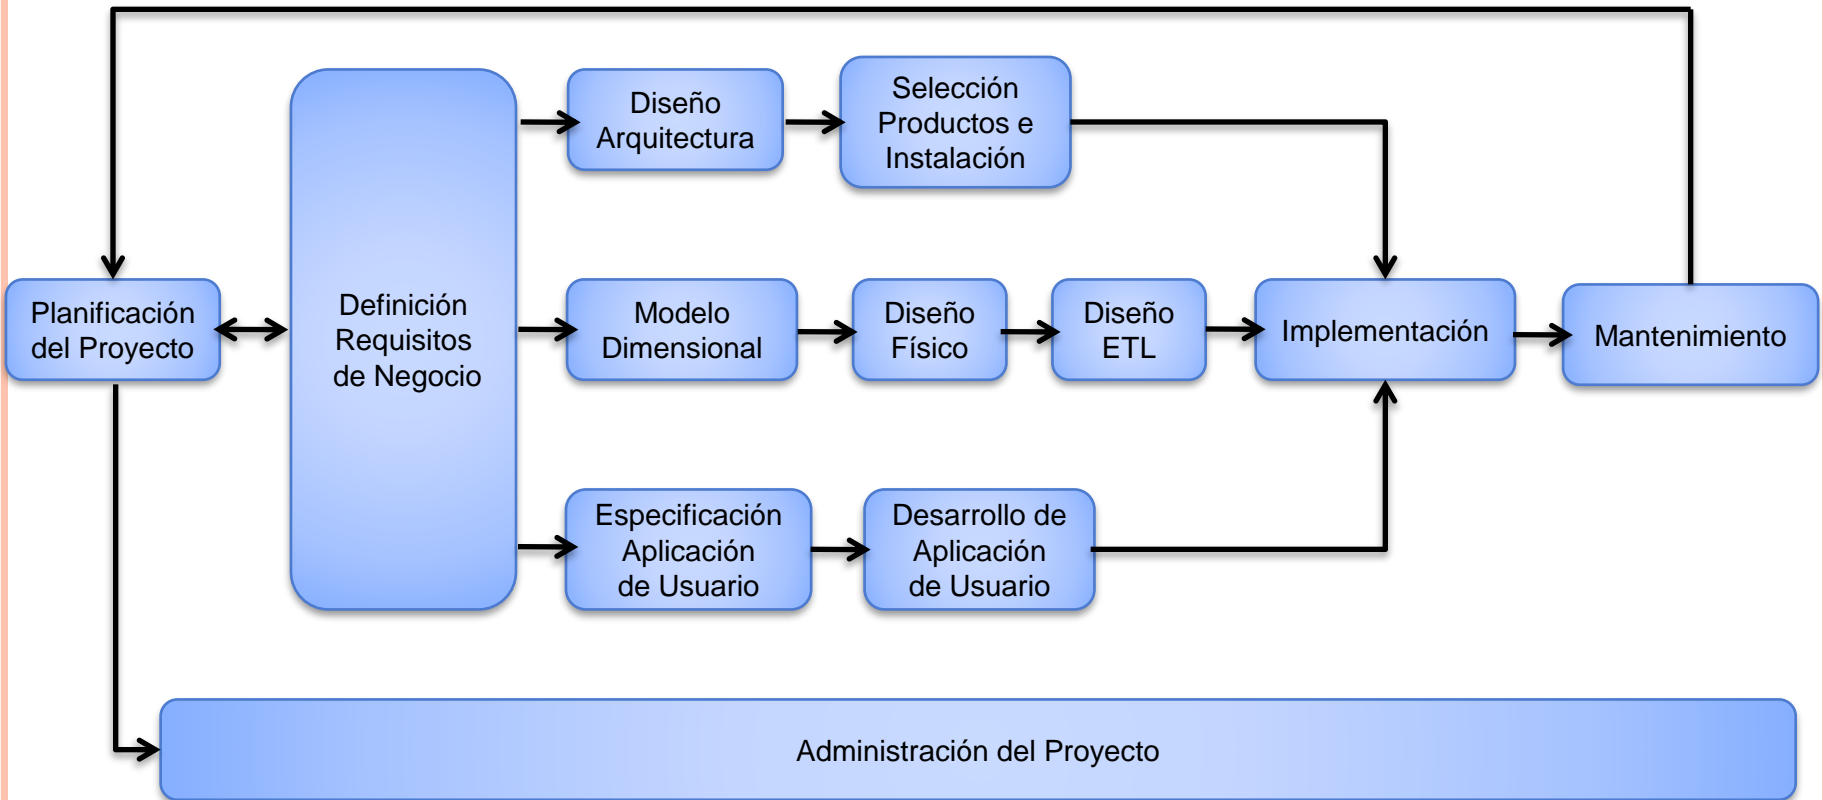 Diseño
Arquitectura
Selección
Productos e
Instalación
Planificación
del Proyecto
Definición
Requisitos
de Negocio
Modelo
Dimensional
Diseño
Físico
Diseño
ETL
Implementación
Mantenimiento
Especificación
Aplicación
de Usuario
Desarrollo de
Aplicación
de Usuario
Administración del Proyecto